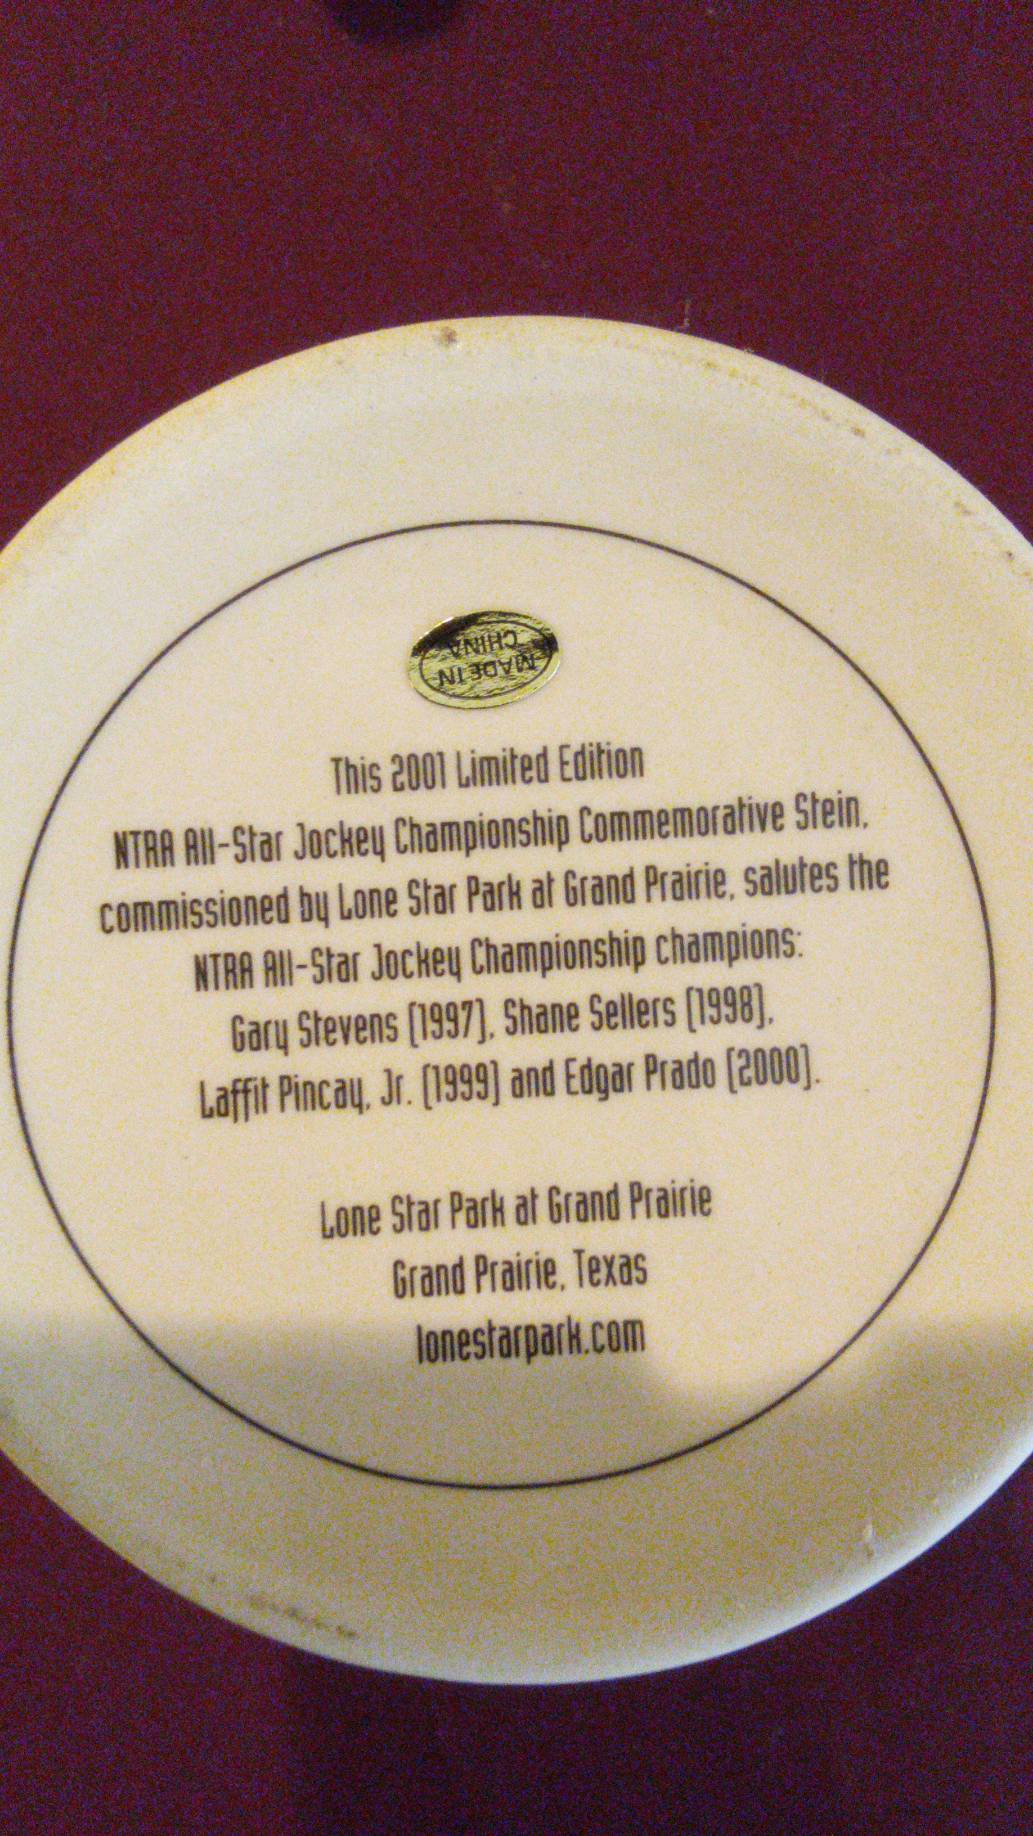 MADE IN
CHINA
This 2001 Limited Edition
NTRA All-Star Jockey Championship Commemorative Stein,
commissioned by Lone Star Park at Grand Prairie, salutes the
NTRA All-Star Jockey Championship champions:
Gary Stevens (1997), Shane Sellers (1998),
Laffit Pincay, Jr. (1999) and Edgar Prado (2000).
Lone Star Park at Grand Prairie
Grand Prairie, Texas
lonestarpark.com